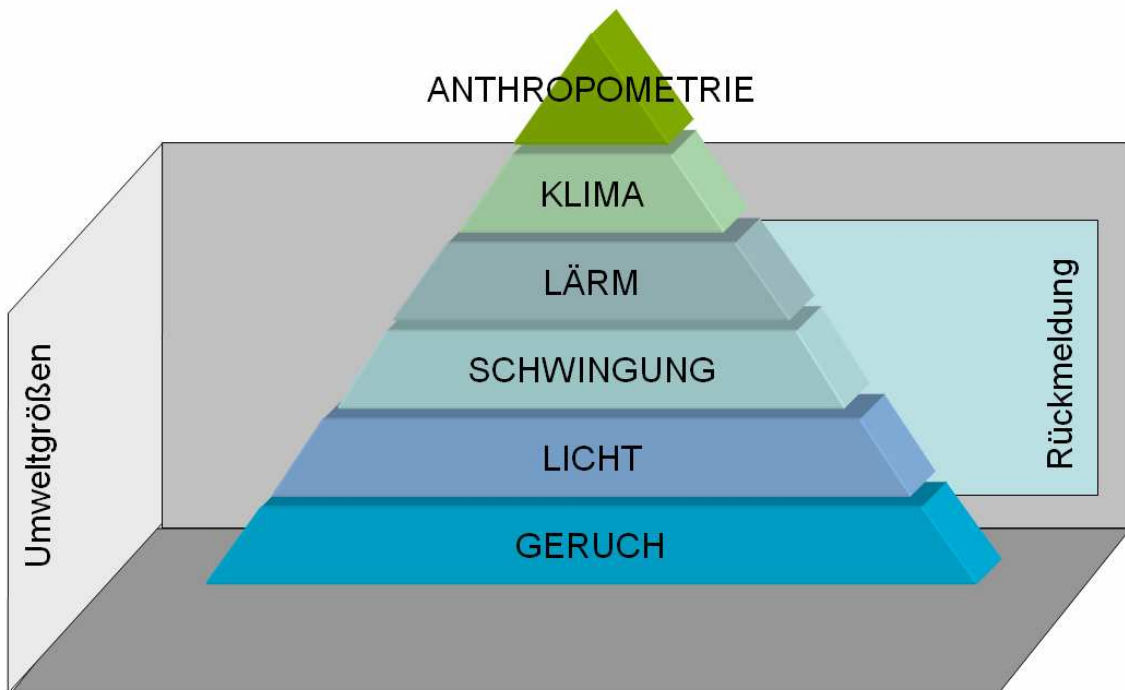 ANTHROPOMETRIE
KLIMA
LÄRM
SCHWINGUNG
LICHT
GERUCH
Umweltgrößen
Rückmeldung